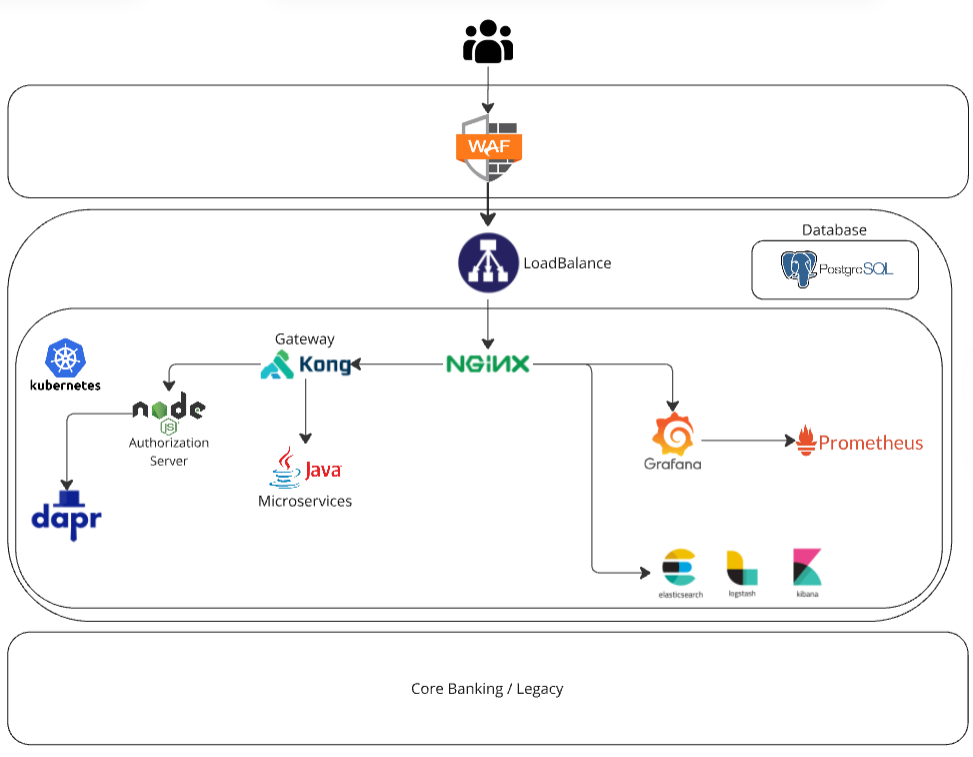 WAF
LoadBalance
Database
PostgreSQL
kubernetes
Gateway
Kong
NGiNX
node
JS
Authorization
Server
Java
Microservices
Grafana
Prometheus
dapr
elasticsearch
logstash
kibana
Core Banking / Legacy